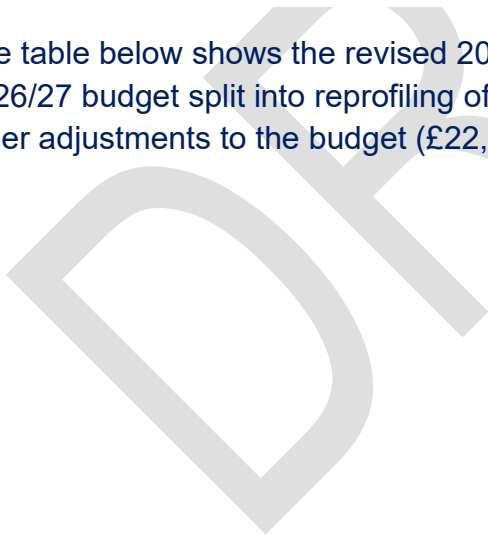 e table below shows the revised 20
26/27 budget split into reprofiling of
er adjustments to the budget (£22,
DR